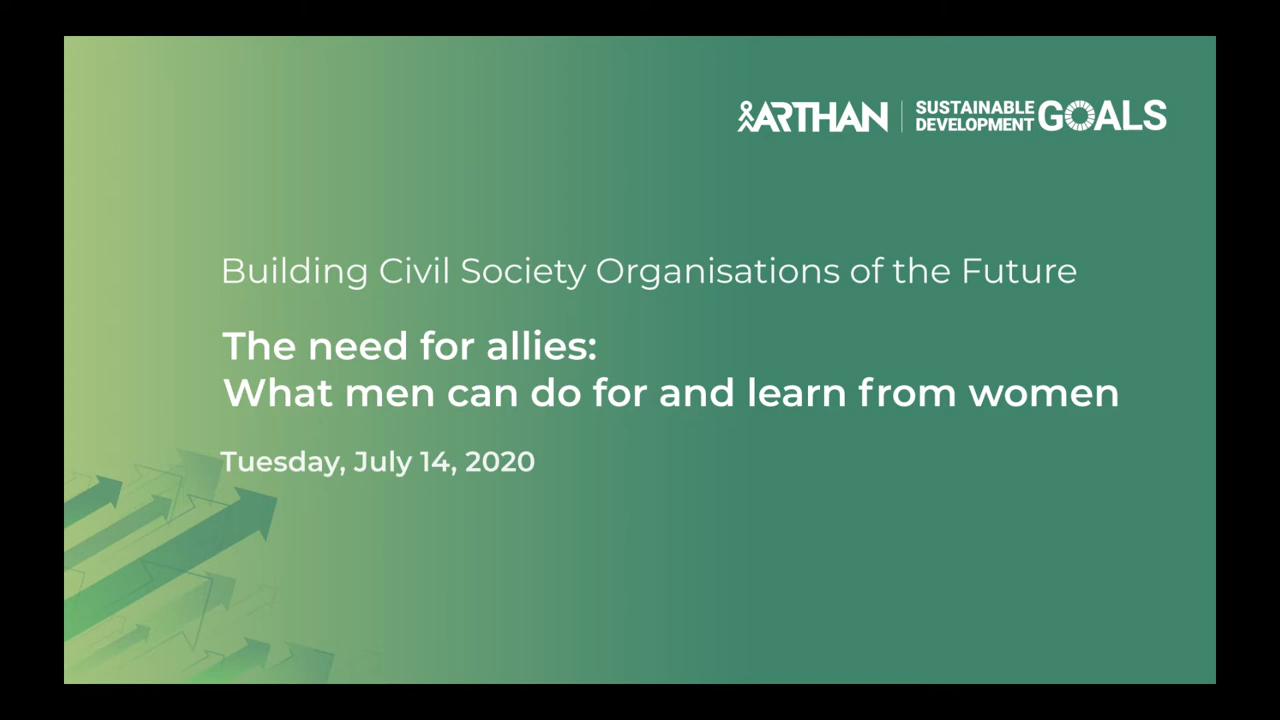 ARTHAN
SUSTAINABLE
DEVELOPMENT
GOALS
Building Civil Society Organisations of the Future
The need for allies:
What men can do for and learn from women
Tuesday, July 14, 2020